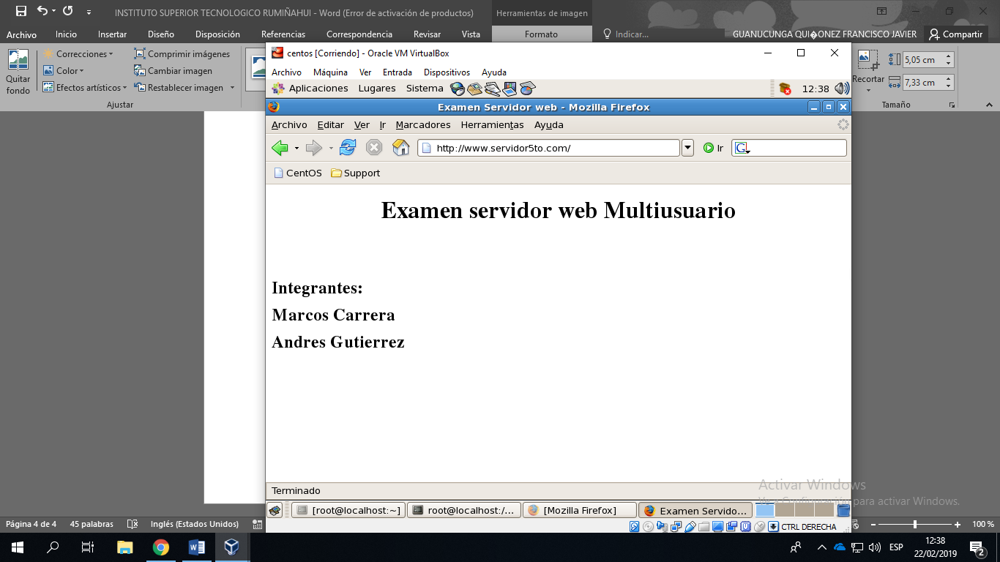 INSTITUTO SUPERIOR TECNOLOGICO RUMIÑAHUI - Word (Error de activación de productos)
Herramientas de imagen
Archivo Inicio Insertar Diseño Disposición Referencias Correspondencia Revisar Vista Formato Indicar... GUANUCUNGA QUI�ONEZ FRANCISCO JAVIER Compartir
Quitar fondo
Correcciones
Color
Efectos artísticos
Comprimir imágenes
Cambiar imagen
Restablecer imagen
Ajustar
Recortar
5,05 cm
7,33 cm
Tamaño
centos [Corriendo] - Oracle VM VirtualBox
Archivo Máquina Ver Entrada Dispositivos Ayuda
Aplicaciones Lugares Sistema 12:38
Examen Servidor web - Mozilla Firefox
Archivo Editar Ver Ir Marcadores Herramientas Ayuda
http://www.servidor5to.com/ Ir G
CentOS Support
Examen servidor web Multiusuario
Integrantes:
Marcos Carrera
Andres Gutierrez
Terminado
Activar Windows
para activar Windows.
[root@localhost:~] root@localhost:/... [Mozilla Firefox] Examen Servido...
CTRL DERECHA
Página 4 de 4 45 palabras Inglés (Estados Unidos) 100 %
ESP
12:38
22/02/2019
2